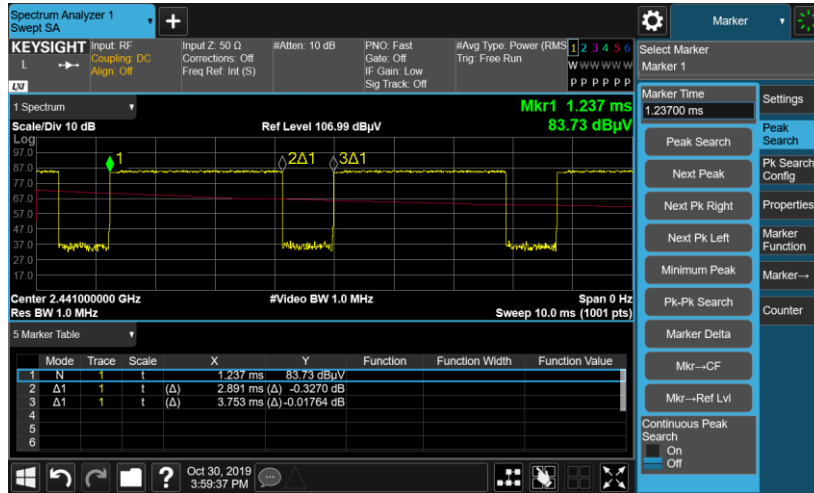 Spectrum Analyzer 1
Swept SA
+
Marker
KEYSIGHT
L
LXI
Input: RF
Coupling: DC
Align: Off
Input Z: 50 Ω
Corrections: Off
Freq Ref: Int (S)
#Atten: 10 dB
PNO: Fast
Gate: Off
IF Gain: Low
Sig Track: Off
#Avg Type: Power (RMS
Trig: Free Run
1 2 3 4 5 6
W W W W W W
P P P P P P
Select Marker
Marker 1
1 Spectrum
Scale/Div 10 dB
Ref Level 106.99 dBµV
Mkr1 1.237 ms
83.73 dBµV
Log
97.0
87.0
77.0
67.0
57.0
47.0
37.0
27.0
17.0
1
2Δ1
3Δ1
Center 2.441000000 GHz
#Video BW 1.0 MHz
Span 0 Hz
Res BW 1.0 MHz
Sweep 10.0 ms (1001 pts)
5 Marker Table
Mode Trace Scale X Y Function Function Width Function Value
1 N 1 t 1.237 ms 83.73 dBµV
2 Δ1 1 t (Δ) 2.891 ms (Δ) -0.3270 dB
3 Δ1 1 t (Δ) 3.753 ms (Δ) -0.01764 dB
4
5
6
Marker Time
1.23700 ms
Peak Search
Next Peak
Next Pk Right
Next Pk Left
Minimum Peak
Pk-Pk Search
Marker Delta
Mkr→CF
Mkr→Ref Lvl
Continuous Peak
Search
On
Off
Settings
Peak
Search
Pk Search
Config
Properties
Marker
Function
Marker→
Counter
?
Oct 30, 2019
3:59:37 PM